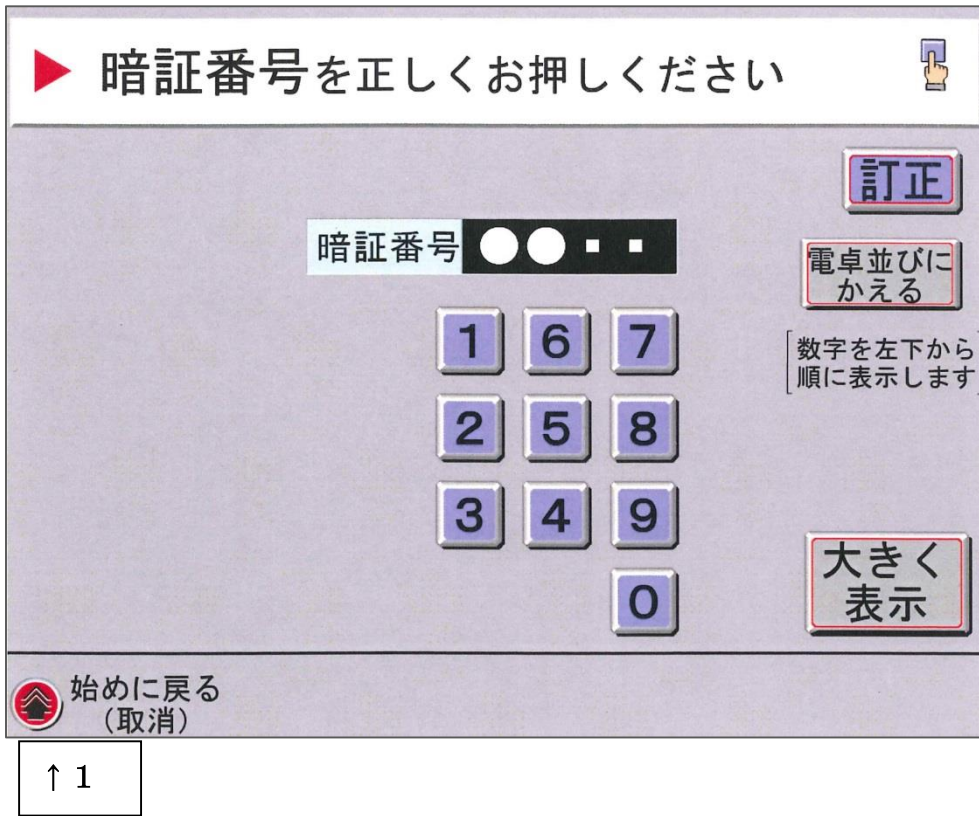 暗証番号を正しくお押しください
訂正
暗証番号
電卓並びに
かえる
1 6 7
数字を左下から
順に表示します
2 5 8
3 4 9
大きく
表示
0
始めに戻る
(取消)
↑1